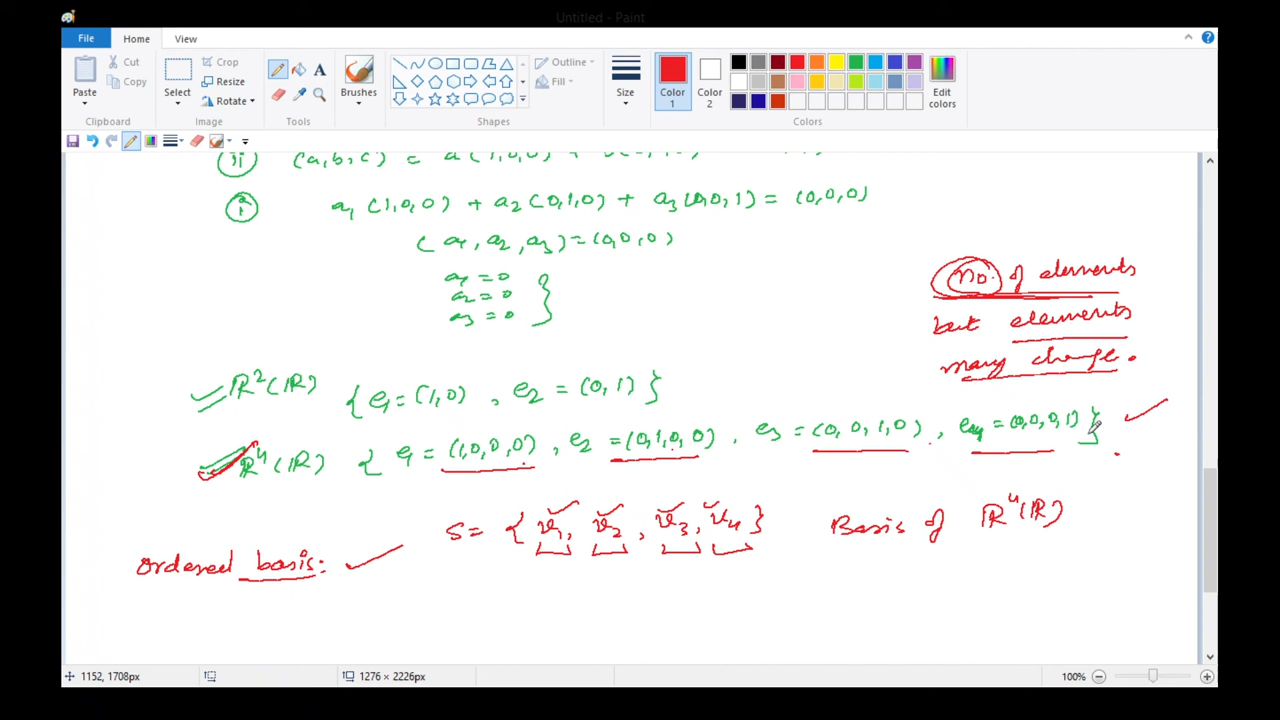 Untitled - Paint
File Home View
Paste Cut Copy Clipboard
Select Crop Resize Rotate Image
Tools
Brushes
Outline Fill Shapes
Size
Color 1 Color 2 Edit colors Colors
(ii) (a,b,c) = a(1,0,0) +
(i) a1(1,0,0) + a2(0,1,0) + a3(0,0,1) = (0,0,0)
(a1, a2, a3) = (0,0,0)
a1 = 0
a2 = 0
a3 = 0 }
No. of elements
but elements
may change.
ℝ²(ℝ) {e1 = (1,0), e2 = (0,1)}
ℝ⁴(ℝ) {e1 = (1,0,0,0), e2 = (0,1,0,0), e3 = (0,0,1,0), e4 = (0,0,0,1)}
S = {v1, v2, v3, v4} Basis of ℝ⁴(ℝ)
Ordered basis:
1152, 1708px 1276 × 2226px 100%